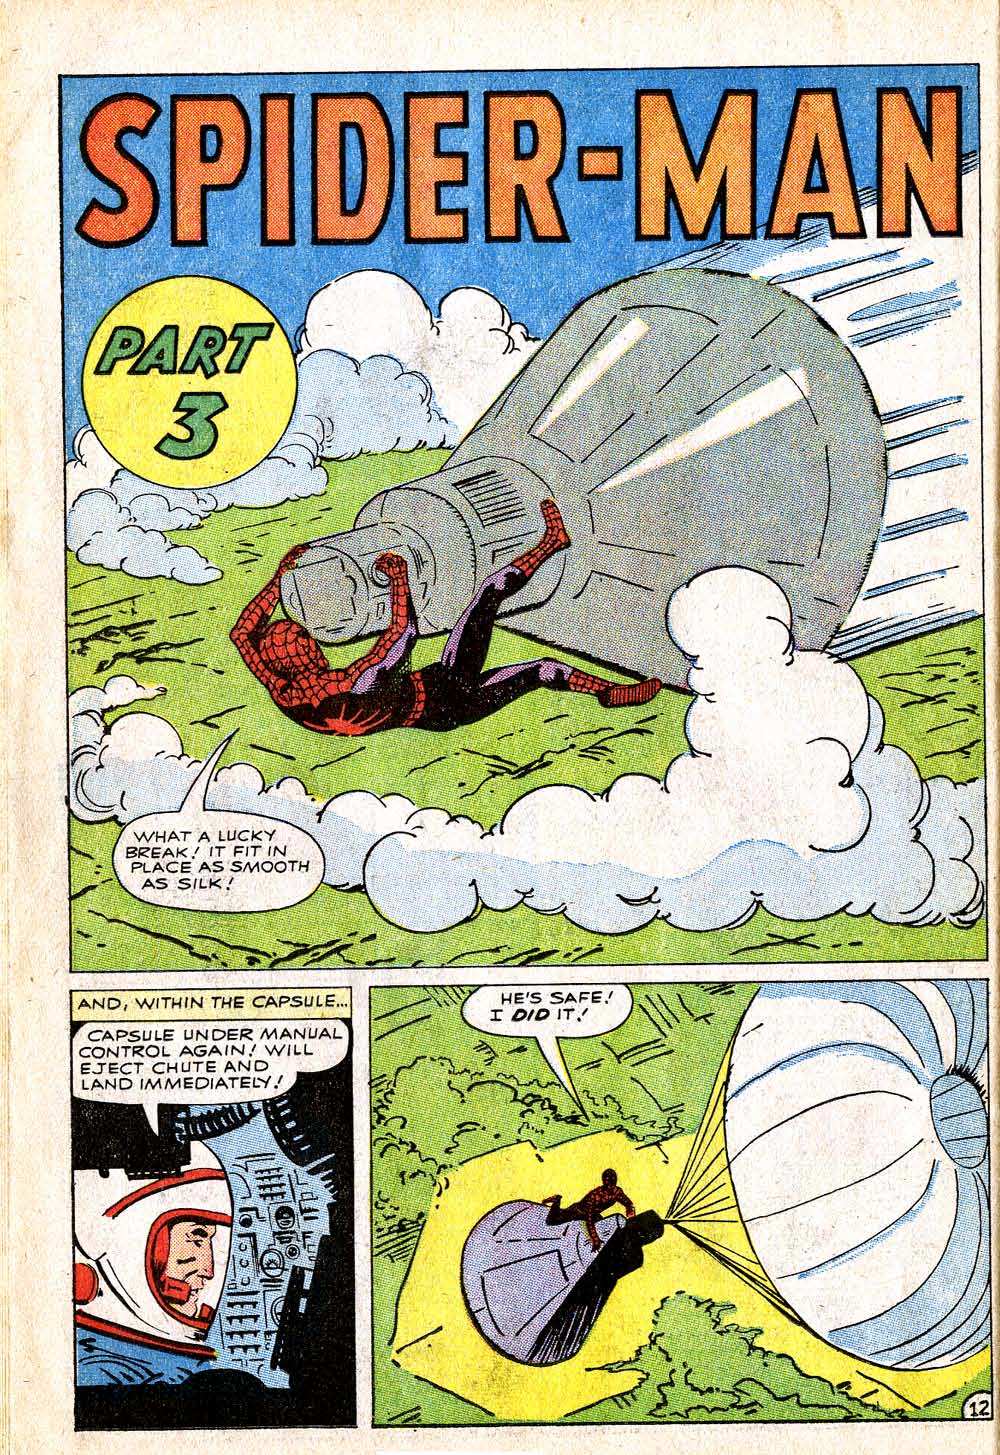 SPIDER-MAN
PART
3
WHAT A LUCKY
BREAK! IT FIT IN
PLACE AS SMOOTH
AS SILK!
AND, WITHIN THE CAPSULE...
CAPSULE UNDER MANUAL
CONTROL AGAIN! WILL
EJECT CHUTE AND
LAND IMMEDIATELY!
HE'S SAFE!
I DID IT!
12